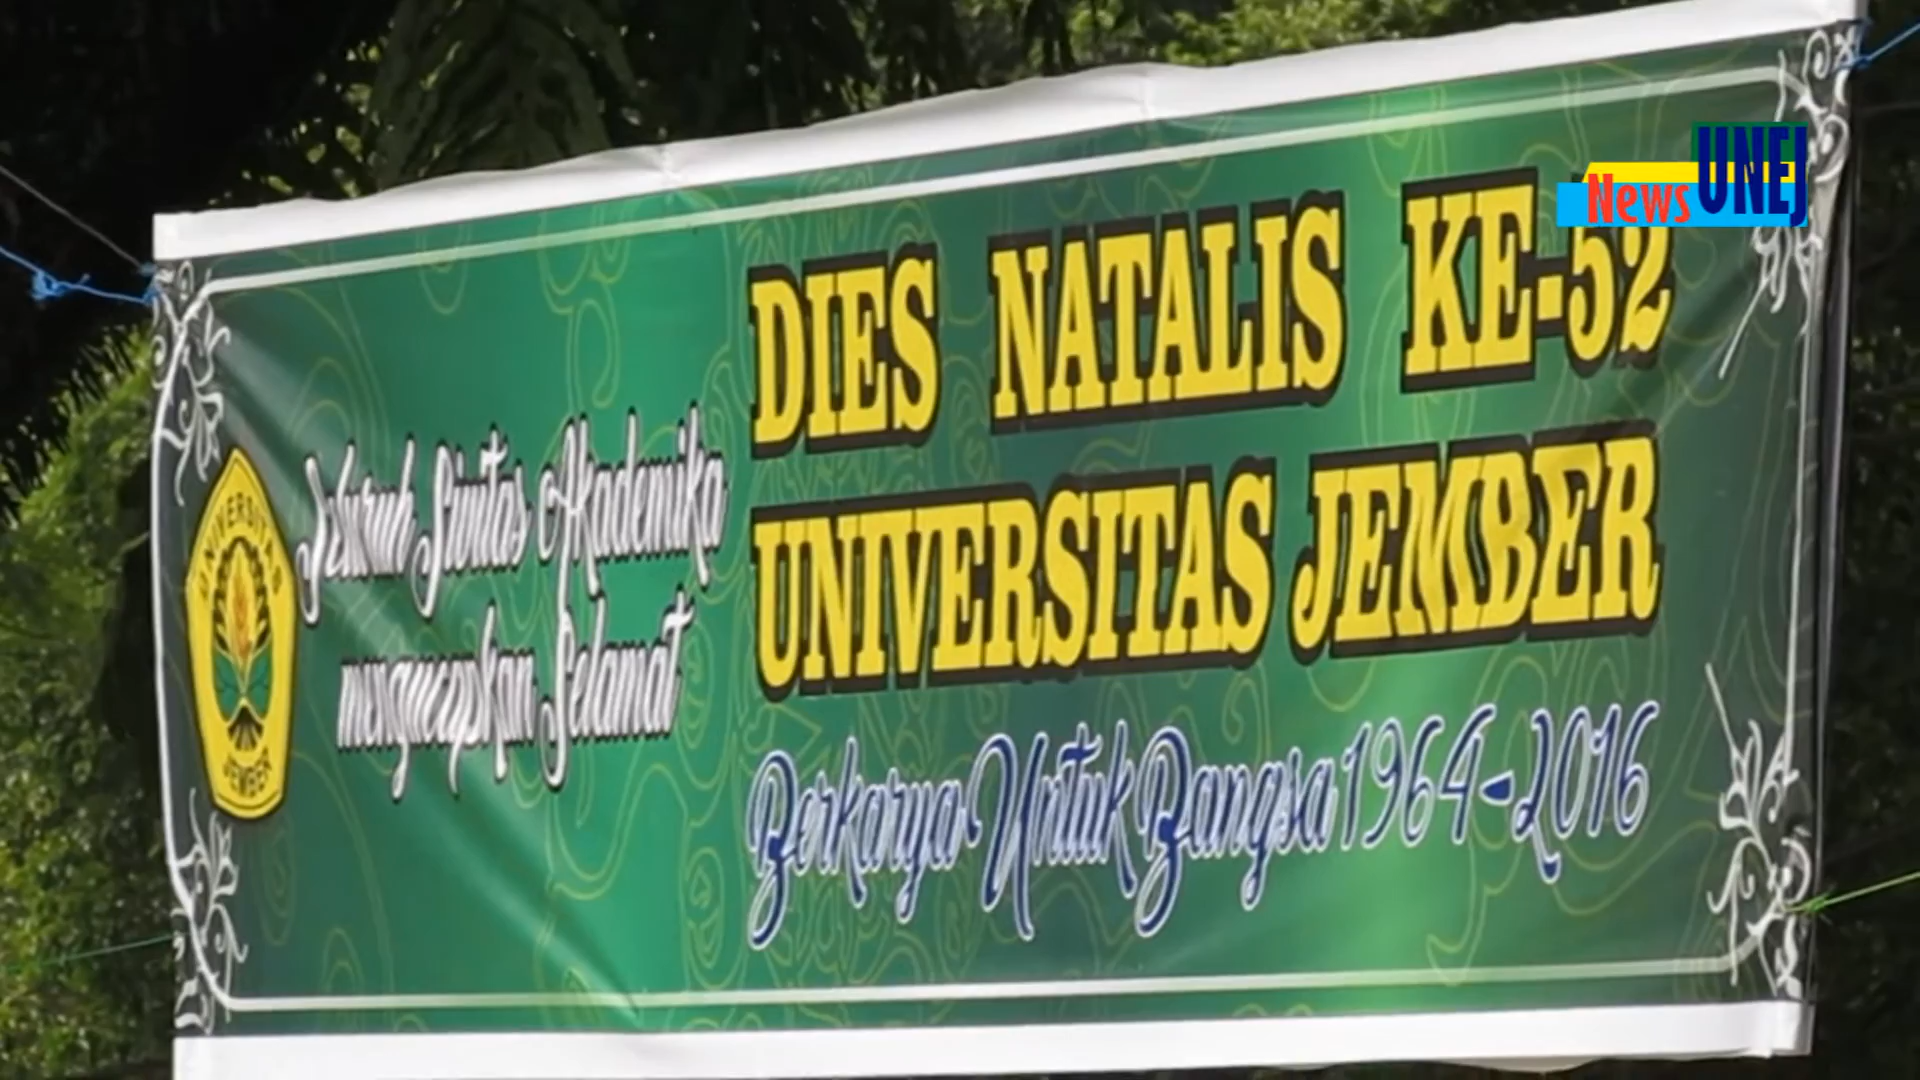 News UNEJ
UNIVERSITAS
JEMBER
Seluruh Sivitas Akademika
mengucapkan Selamat
DIES NATALIS KE-52
UNIVERSITAS JEMBER
Berkarya Untuk Bangsa 1964-2016